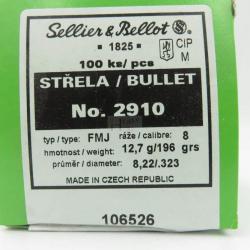 Sellier & Bellot S&B
• 1825 •
CIP
M
100 ks/ pcs
STŘELA / BULLET
No. 2910
typ / type: FMJ ráže / calibre: 8
hmotnost / weight: 12,7 g/196 grs
průměr / diameter: 8,22/.323
MADE IN CZECH REPUBLIC
106526